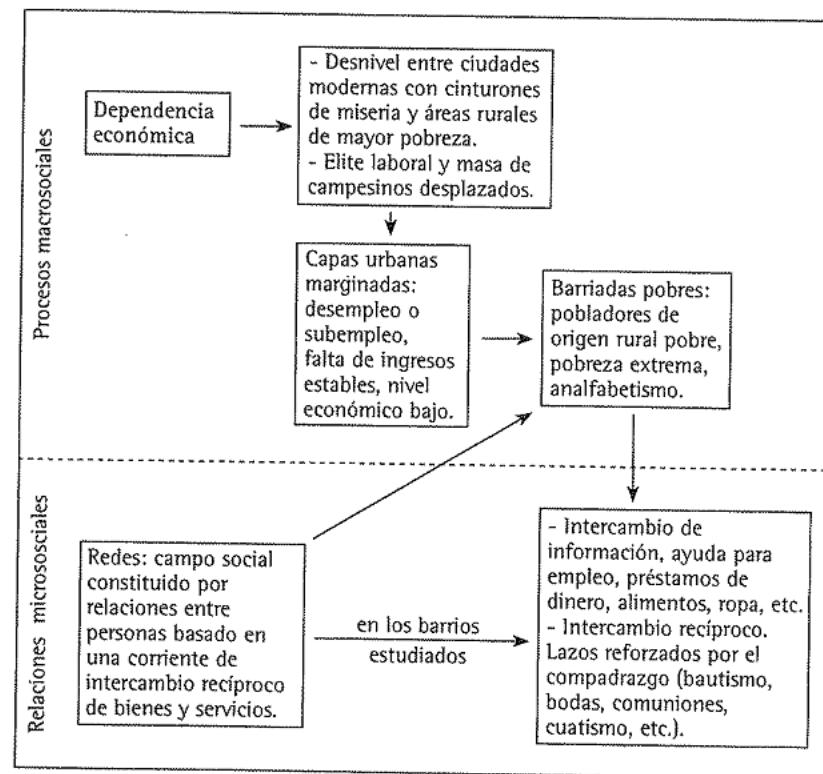 Procesos macrosociales
Dependencia
económica
- Desnivel entre ciudades
modernas con cinturones
de miseria y áreas rurales
de mayor pobreza.
- Elite laboral y masa de
campesinos desplazados.
Capas urbanas
marginadas:
desempleo o
subempleo,
falta de ingresos
estables, nivel
económico bajo.
Barriadas pobres:
pobladores de
origen rural pobre,
pobreza extrema,
analfabetismo.
Relaciones micrososciales
Redes: campo social
constituido por
relaciones entre
personas basado en
una corriente de
intercambio recíproco
de bienes y servicios.
en los barrios
estudiados
- Intercambio de
información, ayuda para
empleo, préstamos de
dinero, alimentos, ropa, etc.
- Intercambio recíproco.
Lazos reforzados por el
compadrazgo (bautismo,
bodas, comuniones,
cuatismo, etc.).